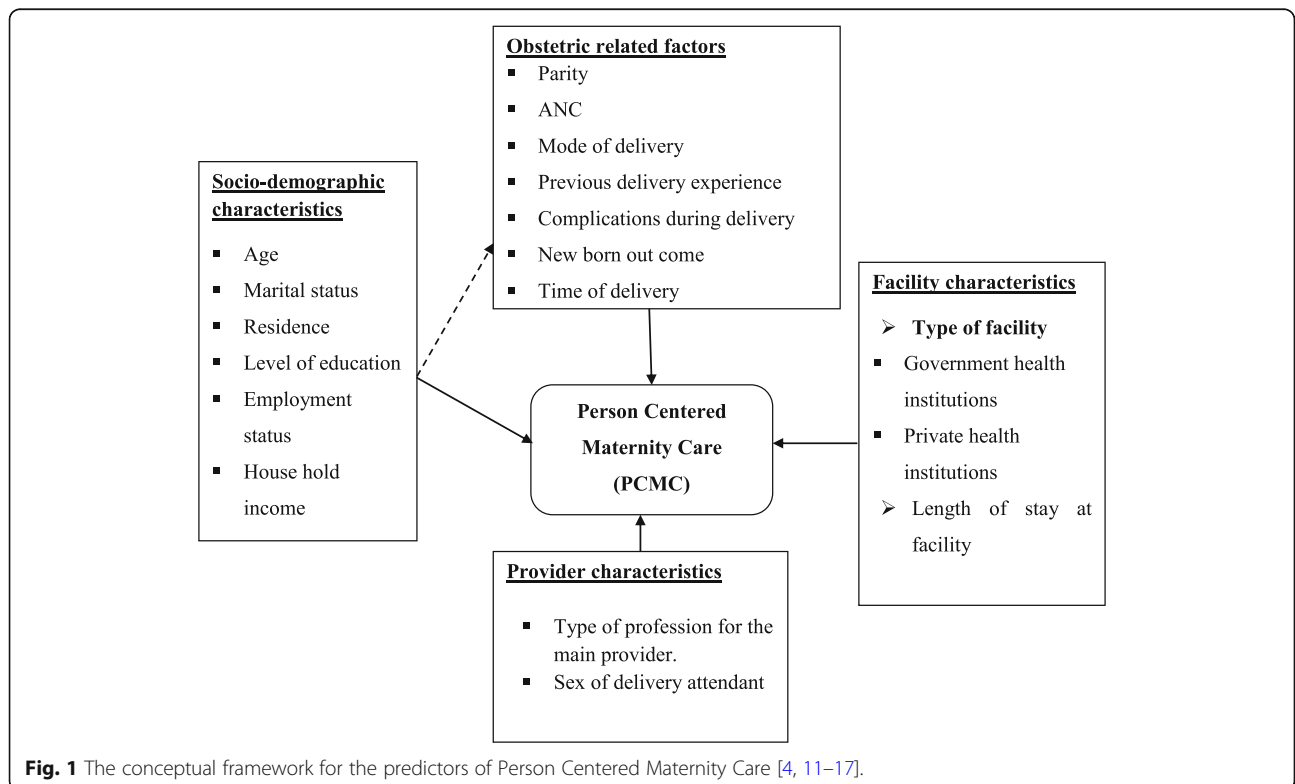 Obstetric related factors
▪ Parity
▪ ANC
▪ Mode of delivery
▪ Previous delivery experience
▪ Complications during delivery
▪ New born out come
▪ Time of delivery
Socio-demographic
characteristics
▪ Age
▪ Marital status
▪ Residence
▪ Level of education
▪ Employment
status
▪ House hold
income
Facility characteristics
➢ Type of facility
▪ Government health
institutions
▪ Private health
institutions
➢ Length of stay at
facility
Person Centered
Maternity Care
(PCMC)
Provider characteristics
▪ Type of profession for the
main provider.
▪ Sex of delivery attendant
Fig. 1 The conceptual framework for the predictors of Person Centered Maternity Care [4, 11–17].